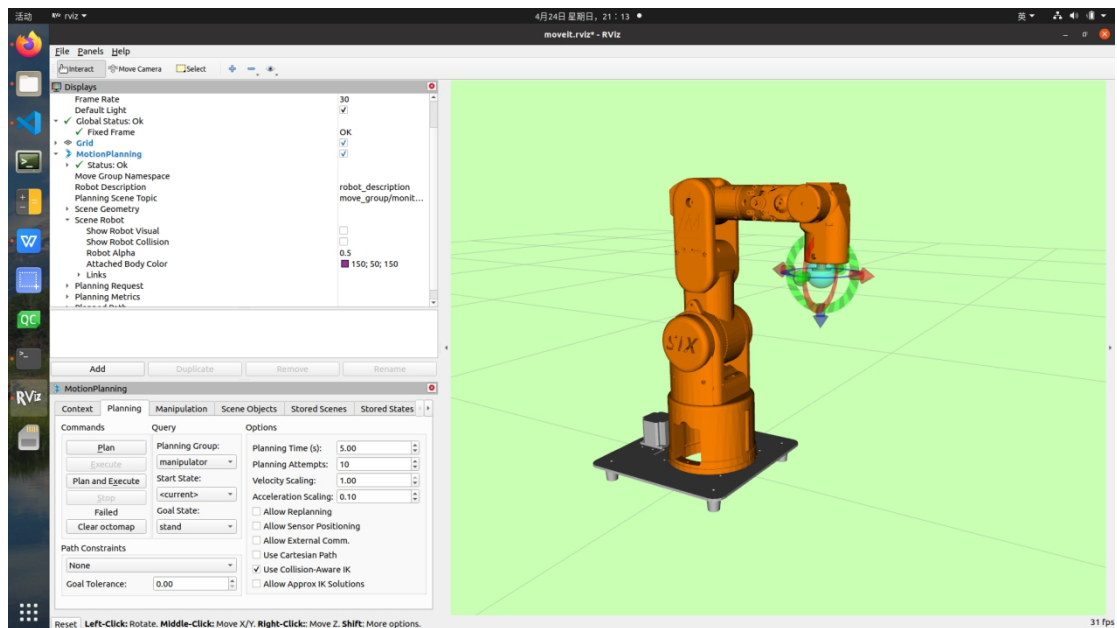 活动
RViz rviz
4月24日 星期日，21：13
英
moveit.rviz* - RViz
File Panels Help
Interact Move Camera Select
Displays
Frame Rate 30
Default Light
Global Status: Ok
Fixed Frame OK
Grid
MotionPlanning
Status: Ok
Move Group Namespace
Robot Description robot_description
Planning Scene Topic move_group/monit...
Scene Geometry
Scene Robot
Show Robot Visual
Show Robot Collision
Robot Alpha 0.5
Attached Body Color 150; 50; 150
Links
Planning Request
Planning Metrics
Planned Path
Add Duplicate Remove Rename
MotionPlanning
Context Planning Manipulation Scene Objects Stored Scenes Stored States
Commands Query Options
Plan Planning Group: Planning Time (s): 5.00
Execute manipulator Planning Attempts: 10
Plan and Execute Start State: Velocity Scaling: 1.00
Stop <current> Acceleration Scaling: 0.10
Failed Goal State: Allow Replanning
Clear octomap stand Allow Sensor Positioning
Allow External Comm.
Path Constraints Use Cartesian Path
None Use Collision-Aware IK
Goal Tolerance: 0.00 Allow Approx IK Solutions
Reset Left-Click: Rotate. Middle-Click: Move X/Y. Right-Click:: Move Z. Shift: More options.
31 fps
QC
RViz
SIX